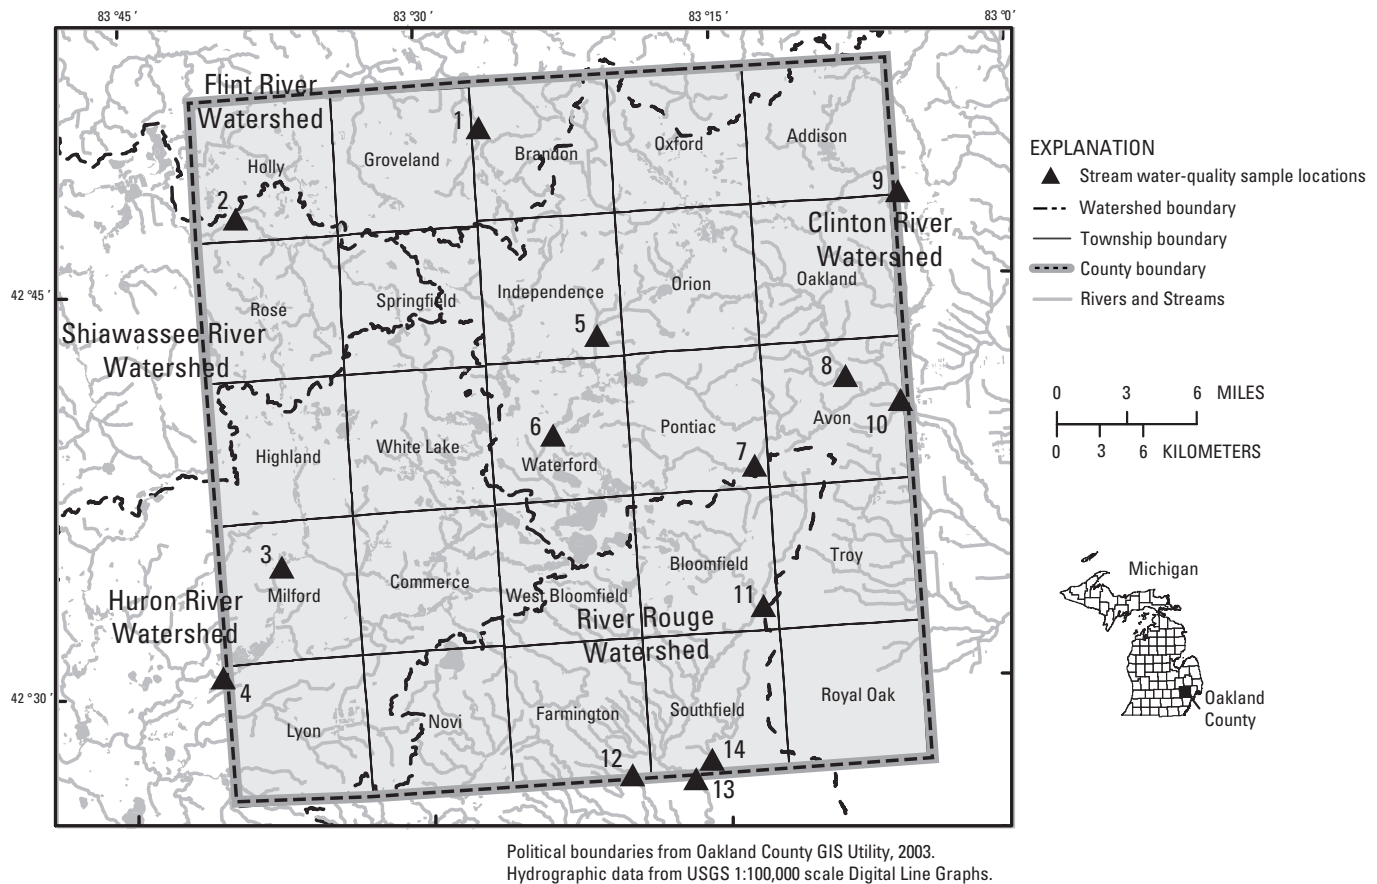 83 °45 ′
83 °30 ′
83 °15 ′
83 °0 ′
42 °45 ′
42 °30 ′
Flint River
Watershed
Holly
Groveland
Brandon
Oxford
Addison
1
2
9
Clinton River
Watershed
Rose
Springfield
Independence
Orion
Oakland
5
Shiawassee River
Watershed
8
10
Highland
White Lake
6
Waterford
Pontiac
7
Avon
3
Milford
Commerce
West Bloomfield
Bloomfield
11
Troy
Huron River
Watershed
River Rouge
Watershed
4
Lyon
Novi
Farmington
Southfield
Royal Oak
12
14
13
EXPLANATION
Stream water-quality sample locations
Watershed boundary
Township boundary
County boundary
Rivers and Streams
0 3 6 MILES
0 3 6 KILOMETERS
Michigan
Oakland
County
Political boundaries from Oakland County GIS Utility, 2003.
Hydrographic data from USGS 1:100,000 scale Digital Line Graphs.